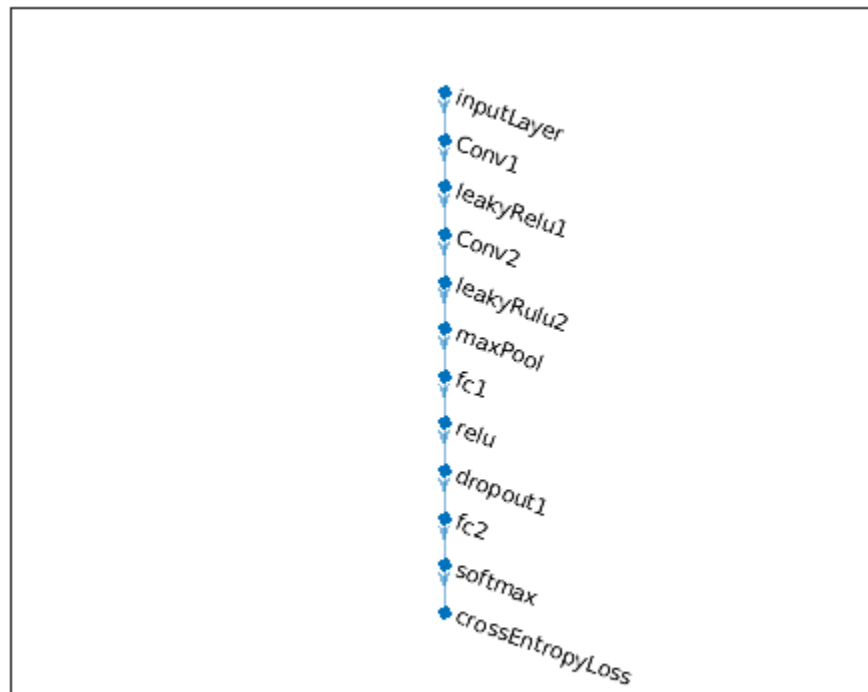 inputLayer
Conv1
leakyRelu1
Conv2
leakyRulu2
maxPool
fc1
relu
dropout1
fc2
softmax
crossEntropyLoss